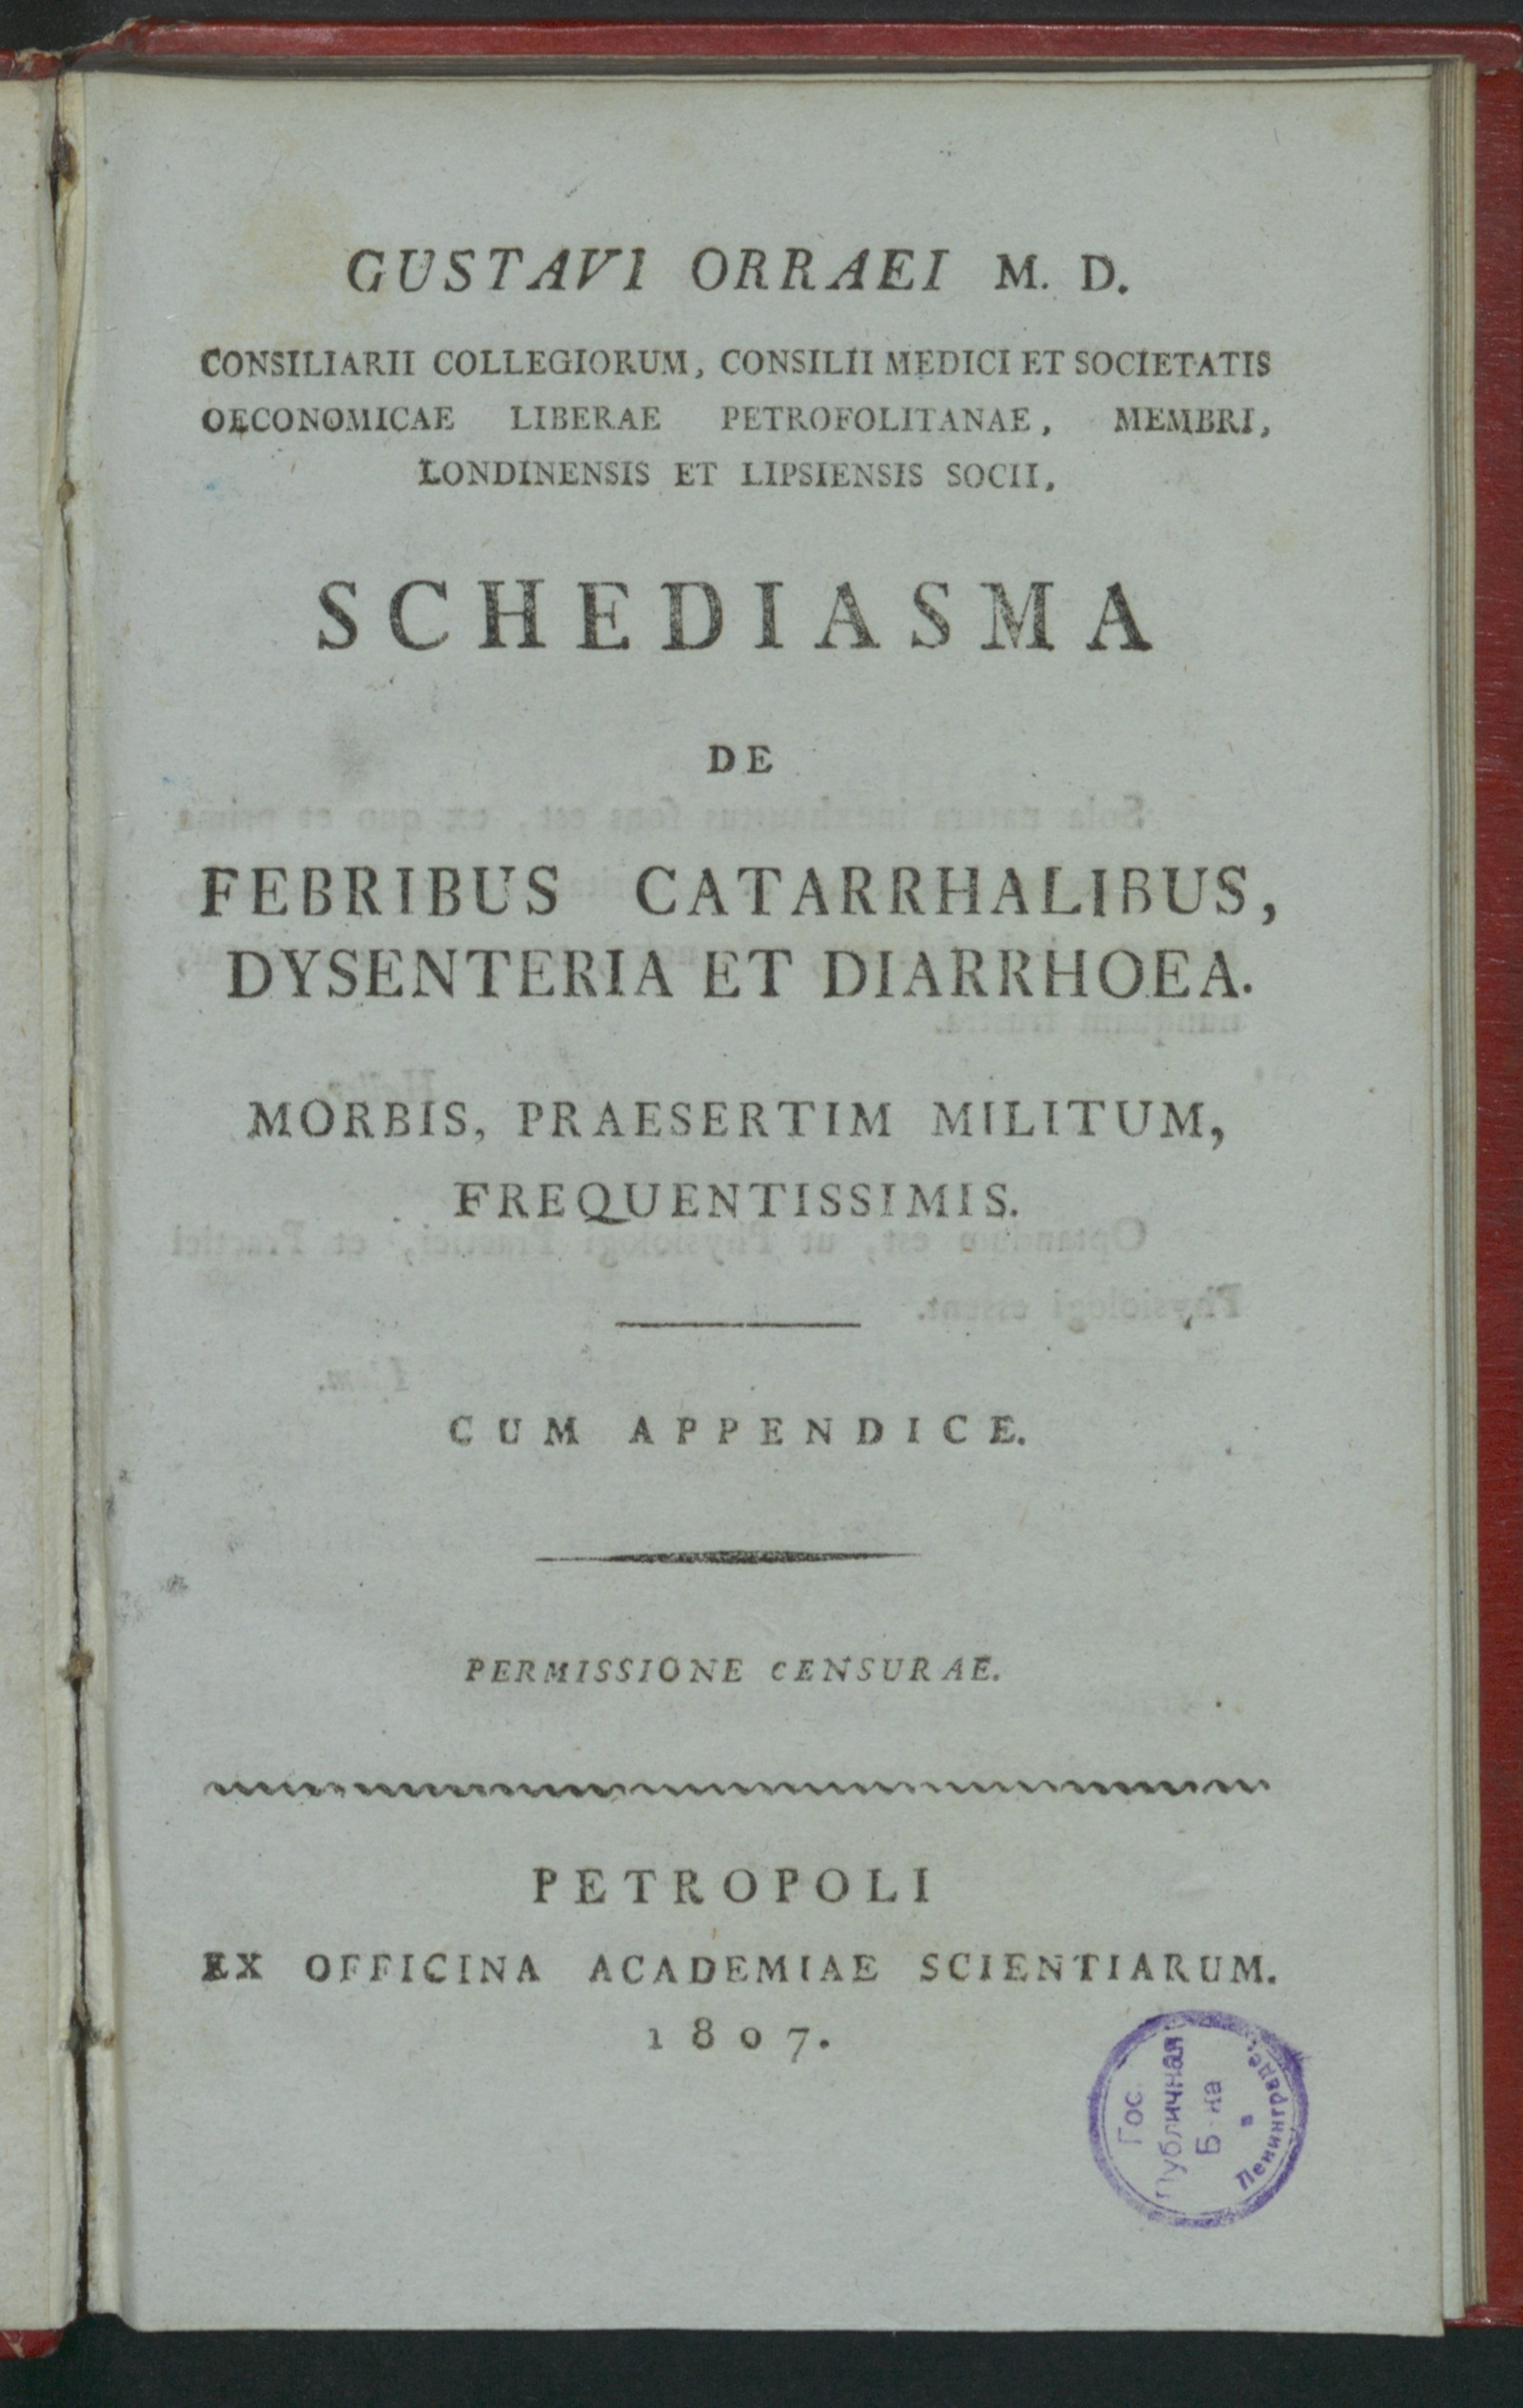 GUSTAVI ORRAEI M. D.
CONSILIARII COLLEGIORUM, CONSILII MEDICI ET SOCIETATIS
OECONOMICAE LIBERAE PETROFOLITANAE, MEMBRI,
LONDINENSIS ET LIPSIENSIS SOCII.
SCHEDIASMA
DE
FEBRIBUS CATARRHALIBUS,
DYSENTERIA ET DIARRHOEA.
MORBIS, PRAESERTIM MILITUM,
FREQUENTISSIMIS.
CUM APPENDICE.
PERMISSIONE CENSURAE.
PETROPOLI
EX OFFICINA ACADEMIAE SCIENTIARUM.
1807.
Гос.
Публичная
Б-ка
в
Ленинграде.